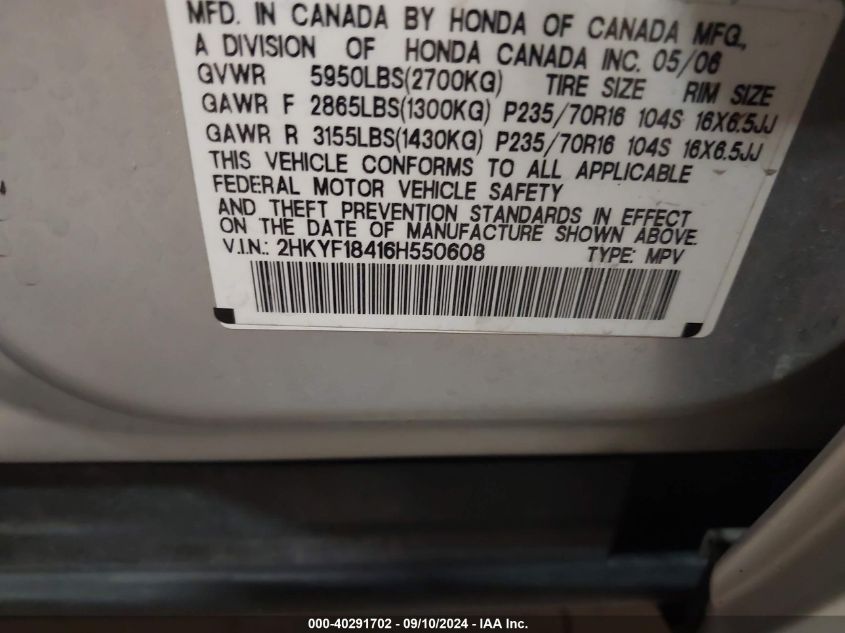 MFD. IN CANADA BY HONDA OF CANADA MFG.,
A DIVISION OF HONDA CANADA INC. 05/06
GVWR 5950LBS(2700KG) TIRE SIZE RIM SIZE
GAWR F 2865LBS(1300KG) P235/70R16 104S 16X6.5JJ
GAWR R 3155LBS(1430KG) P235/70R16 104S 16X6.5JJ
THIS VEHICLE CONFORMS TO ALL APPLICABLE
FEDERAL MOTOR VEHICLE SAFETY
AND THEFT PREVENTION STANDARDS IN EFFECT
ON THE DATE OF MANUFACTURE SHOWN ABOVE.
V.I.N.: 2HKYF18416H550608 TYPE: MPV
000-40291702 - 09/10/2024 - IAA Inc.